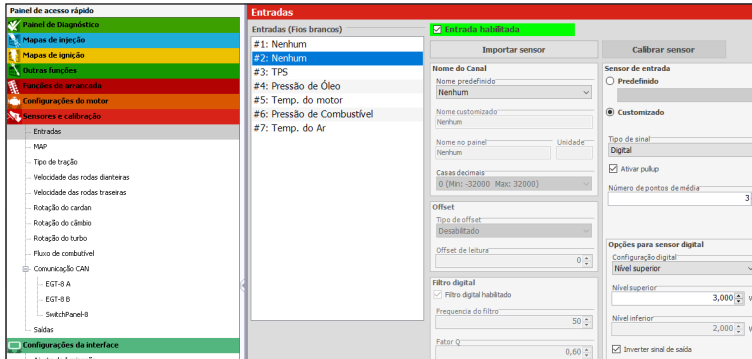 Painel de acesso rápido
Painel de Diagnóstico
Mapas de injeção
Mapas de ignição
Outras funções
Funções de arrancada
Configurações do motor
Sensores e calibração
Entradas
MAP
Tipo de tração
Velocidade das rodas dianteiras
Velocidade das rodas traseiras
Rotação do cardan
Rotação do câmbio
Rotação do turbo
Fluxo de combutível
Comunicação CAN
EGT-8 A
EGT-8 B
SwitchPanel-8
Saídas
Configurações da interface
Entradas
Entradas (Fios brancos)
#1: Nenhum
#2: Nenhum
#3: TPS
#4: Pressão de Óleo
#5: Temp. do motor
#6: Pressão de Combustível
#7: Temp. do Ar
Entrada habilitada
Importar sensor
Calibrar sensor
Nome do Canal
Nome predefinido
Nenhum
Nome customizado
Nenhum
Nome no painel
Unidade
Nenhum
Casas decimais
0 (Min: -32000 Max: 32000)
Offset
Tipo de offset
Desabilitado
Offset de leitura
0
Filtro digital
Filtro digital habilitado
Frequencia do filtro
50
Fator Q
0,60
Sensor de entrada
Predefinido
Customizado
Tipo de sinal
Digital
Ativar pullup
Número de pontos de média
3
Opções para sensor digital
Configuração digital
Nível superior
Nível superior
3,000
Nível inferior
2,000
Inverter sinal de saída